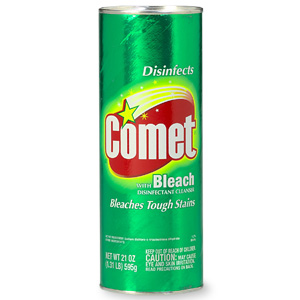 Disinfects
Comet
WITH Bleach
DISINFECTANT CLEANSER
Bleaches Tough Stains
KEEP OUT OF REACH OF CHILDREN
NET WT 21 OZ
CAUTION: MAY CAUSE
(1.31 LB) 595g
EYE AND SKIN IRRITATION.
READ PRECAUTIONS ON BACK.